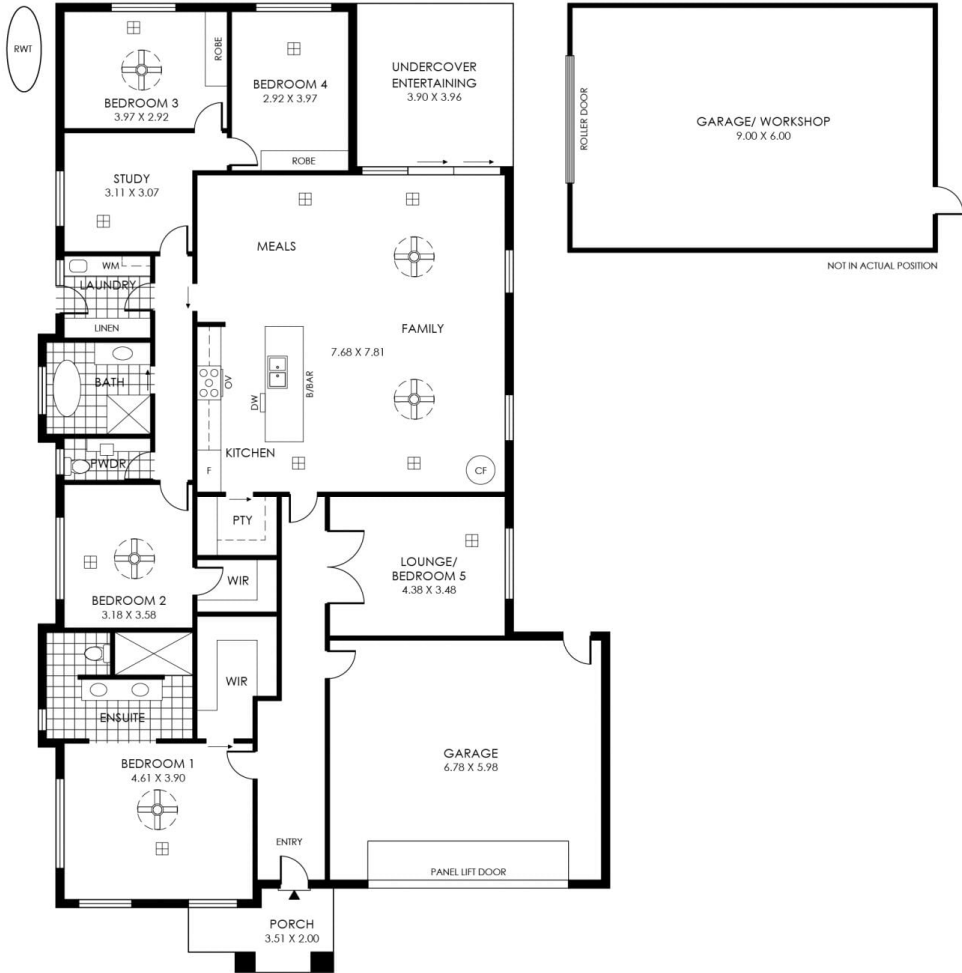 RWT
BEDROOM 3
3.97 X 2.92
ROBE
BEDROOM 4
2.92 X 3.97
ROBE
UNDERCOVER
ENTERTAINING
3.90 X 3.96
ROLLER DOOR
GARAGE/ WORKSHOP
9.00 X 6.00
NOT IN ACTUAL POSITION
STUDY
3.11 X 3.07
MEALS
WM
LAUNDRY
LINEN
FAMILY
7.68 X 7.81
BATH
OV
DW
B/BAR
PWDR
KITCHEN
F
CF
PTY
LOUNGE/
BEDROOM 5
4.38 X 3.48
WIR
BEDROOM 2
3.18 X 3.58
WIR
ENSUITE
BEDROOM 1
4.61 X 3.90
GARAGE
6.78 X 5.98
ENTRY
PANEL LIFT DOOR
PORCH
3.51 X 2.00